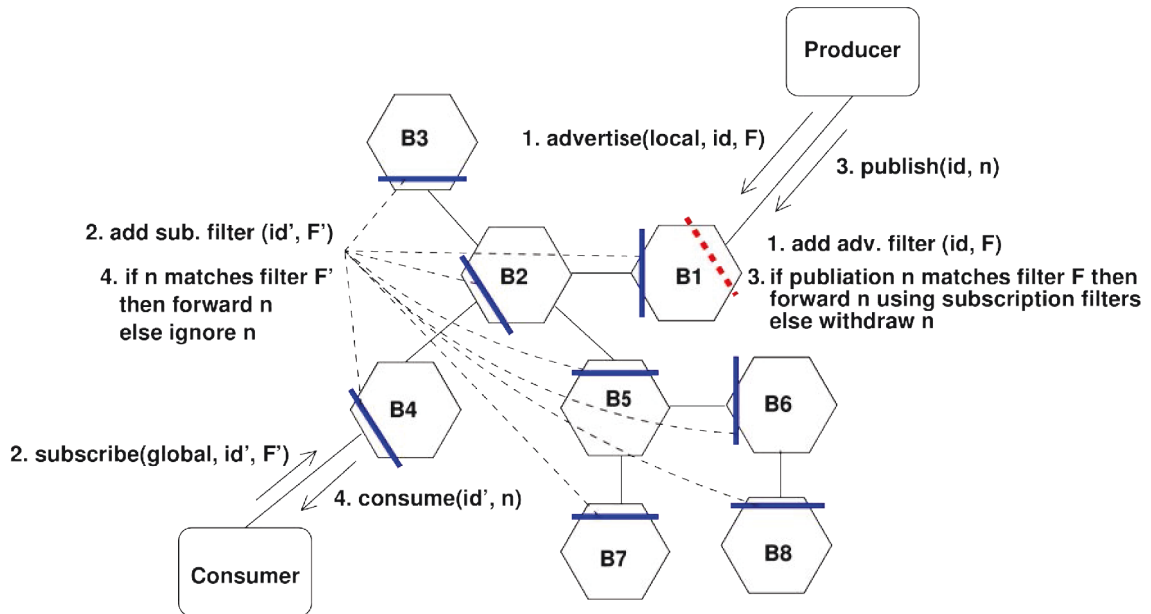 Producer
B3
1. advertise(local, id, F)
3. publish(id, n)
2. add sub. filter (id’, F’)
1. add adv. filter (id, F)
B2
B1
4. if n matches filter F’
then forward n
else ignore n
3. if publiation n matches filter F then
forward n using subscription filters
else withdraw n
B4
B5
B6
2. subscribe(global, id’, F’)
4. consume(id’, n)
B7
B8
Consumer